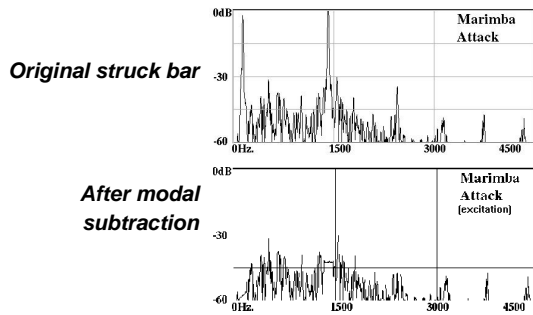 Original struck bar
0dB
-30
-60
0Hz.
1500
3000
4500
Marimba
Attack
After modal
subtraction
0dB
-30
-60
0Hz.
1500
3000
4500
Marimba
Attack
(excitation)